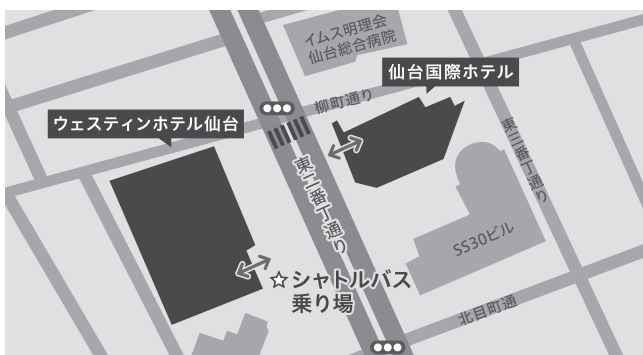 イムス明理会
仙台総合病院
仙台国際ホテル
柳町通り
ウェスティンホテル仙台
東二番丁通り
東三番丁通り
SS30ビル
☆シャトルバス
乗り場
北目町通